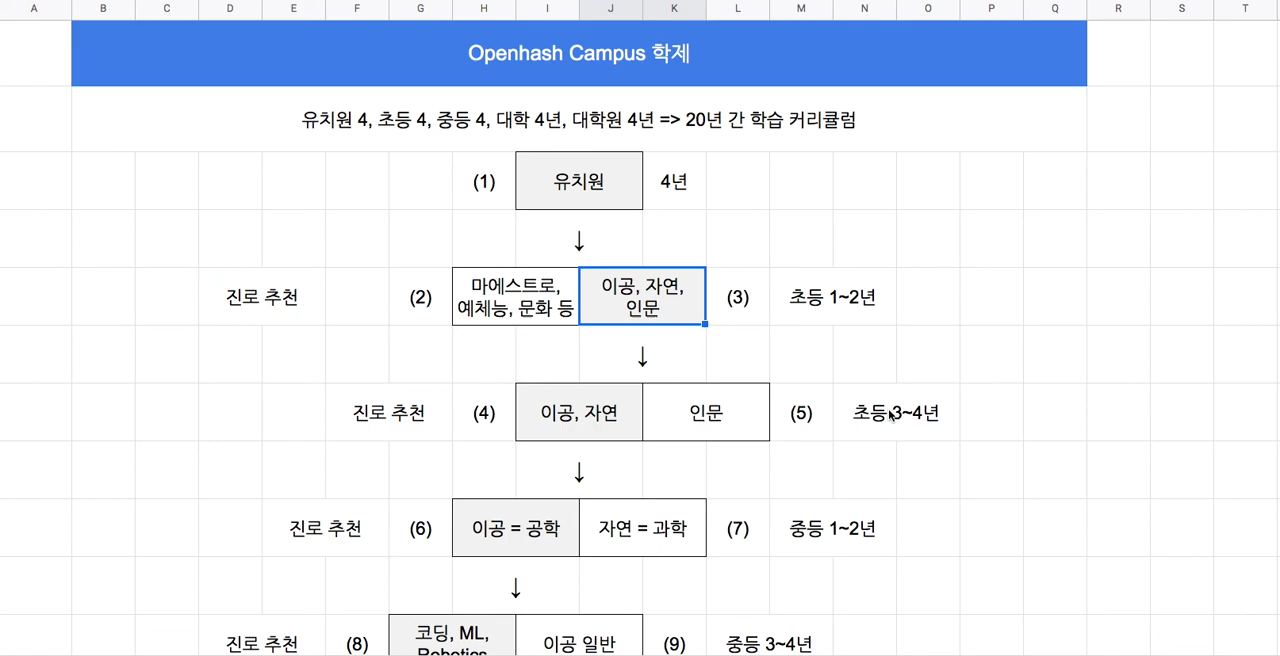 A B C D E F G H I J K L M N O P Q R S T
Openhash Campus 학제
유치원 4, 초등 4, 중등 4, 대학 4년, 대학원 4년 => 20년 간 학습 커리큘럼
(1) 유치원 4년
↓
진로 추천 (2) 마에스트로, 예체능, 문화 등 이공, 자연, 인문 (3) 초등 1~2년
↓
진로 추천 (4) 이공, 자연 인문 (5) 초등 3~4년
↓
진로 추천 (6) 이공 = 공학 자연 = 과학 (7) 중등 1~2년
↓
진로 추천 (8) 코딩, ML, Robotics 이공 일반 (9) 중등 3~4년